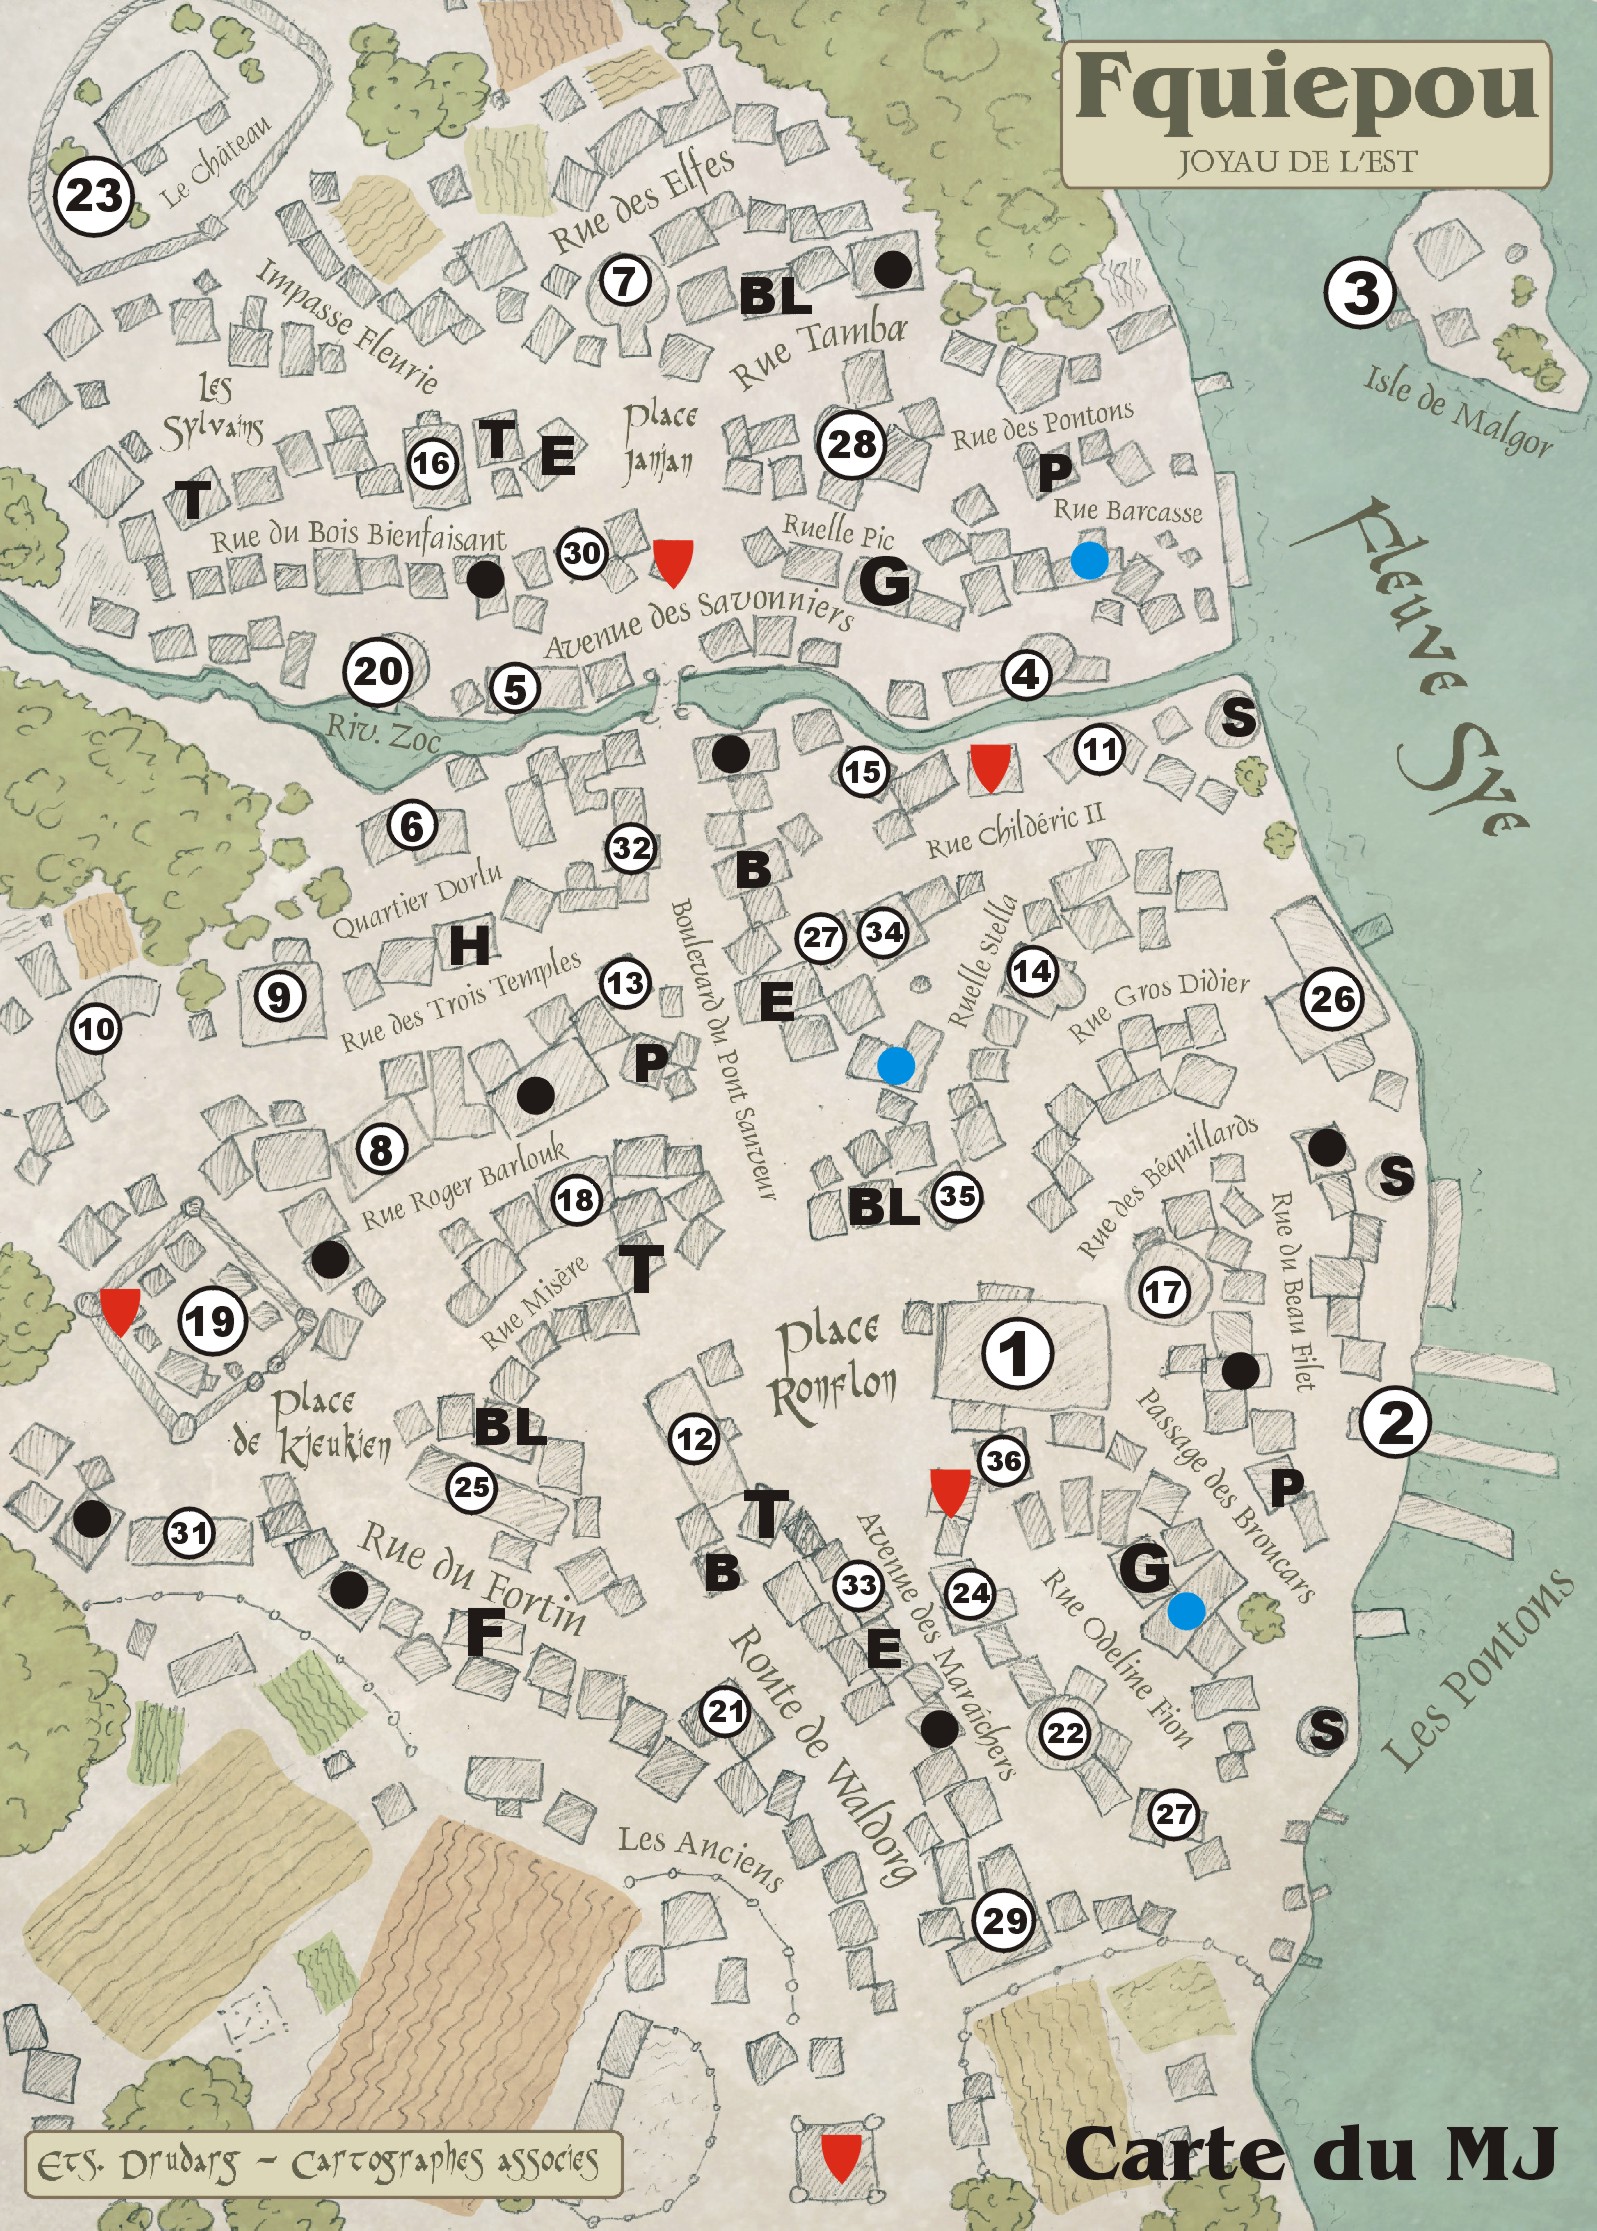 Fquiepou
JOYAU DE L'EST
23
Le Château
Rue des Elfes
7
BL
3
Impasse Fleurie
Rue Tamba
Isle de Malgor
Les
Sylvains
Place
Janjan
Rue des Pontons
16
T
E
28
P
T
Rue Barcasse
Fleuve Sye
Rue du Bois Bienfaisant
30
Ruelle Pic
G
Avenue des Savonniers
20
5
4
Riv. Zoc
S
15
11
6
32
B
Rue Childéric II
Quartier Dorlu
H
Boulevard du Pont Sauveur
27
34
Ruelle Stella
14
9
Rue des Trois Temples
13
E
Rue Gros Didier
26
10
P
8
Rue Roger Barlouk
18
BL
35
Rue des Béquillards
S
Rue du Beau Filet
T
Rue Misère
17
19
Place
Ronflon
1
Place
de Kjeukien
BL
12
2
Passage des Broucars
25
36
P
31
Rue du Fortin
T
B
33
Avenue des Maraichers
24
Rue Odeline Fion
G
F
E
Les Pontons
21
Route de Waldorg
22
S
27
Les Anciens
29
Ets. Drudarg - Cartographes associes
Carte du MJ